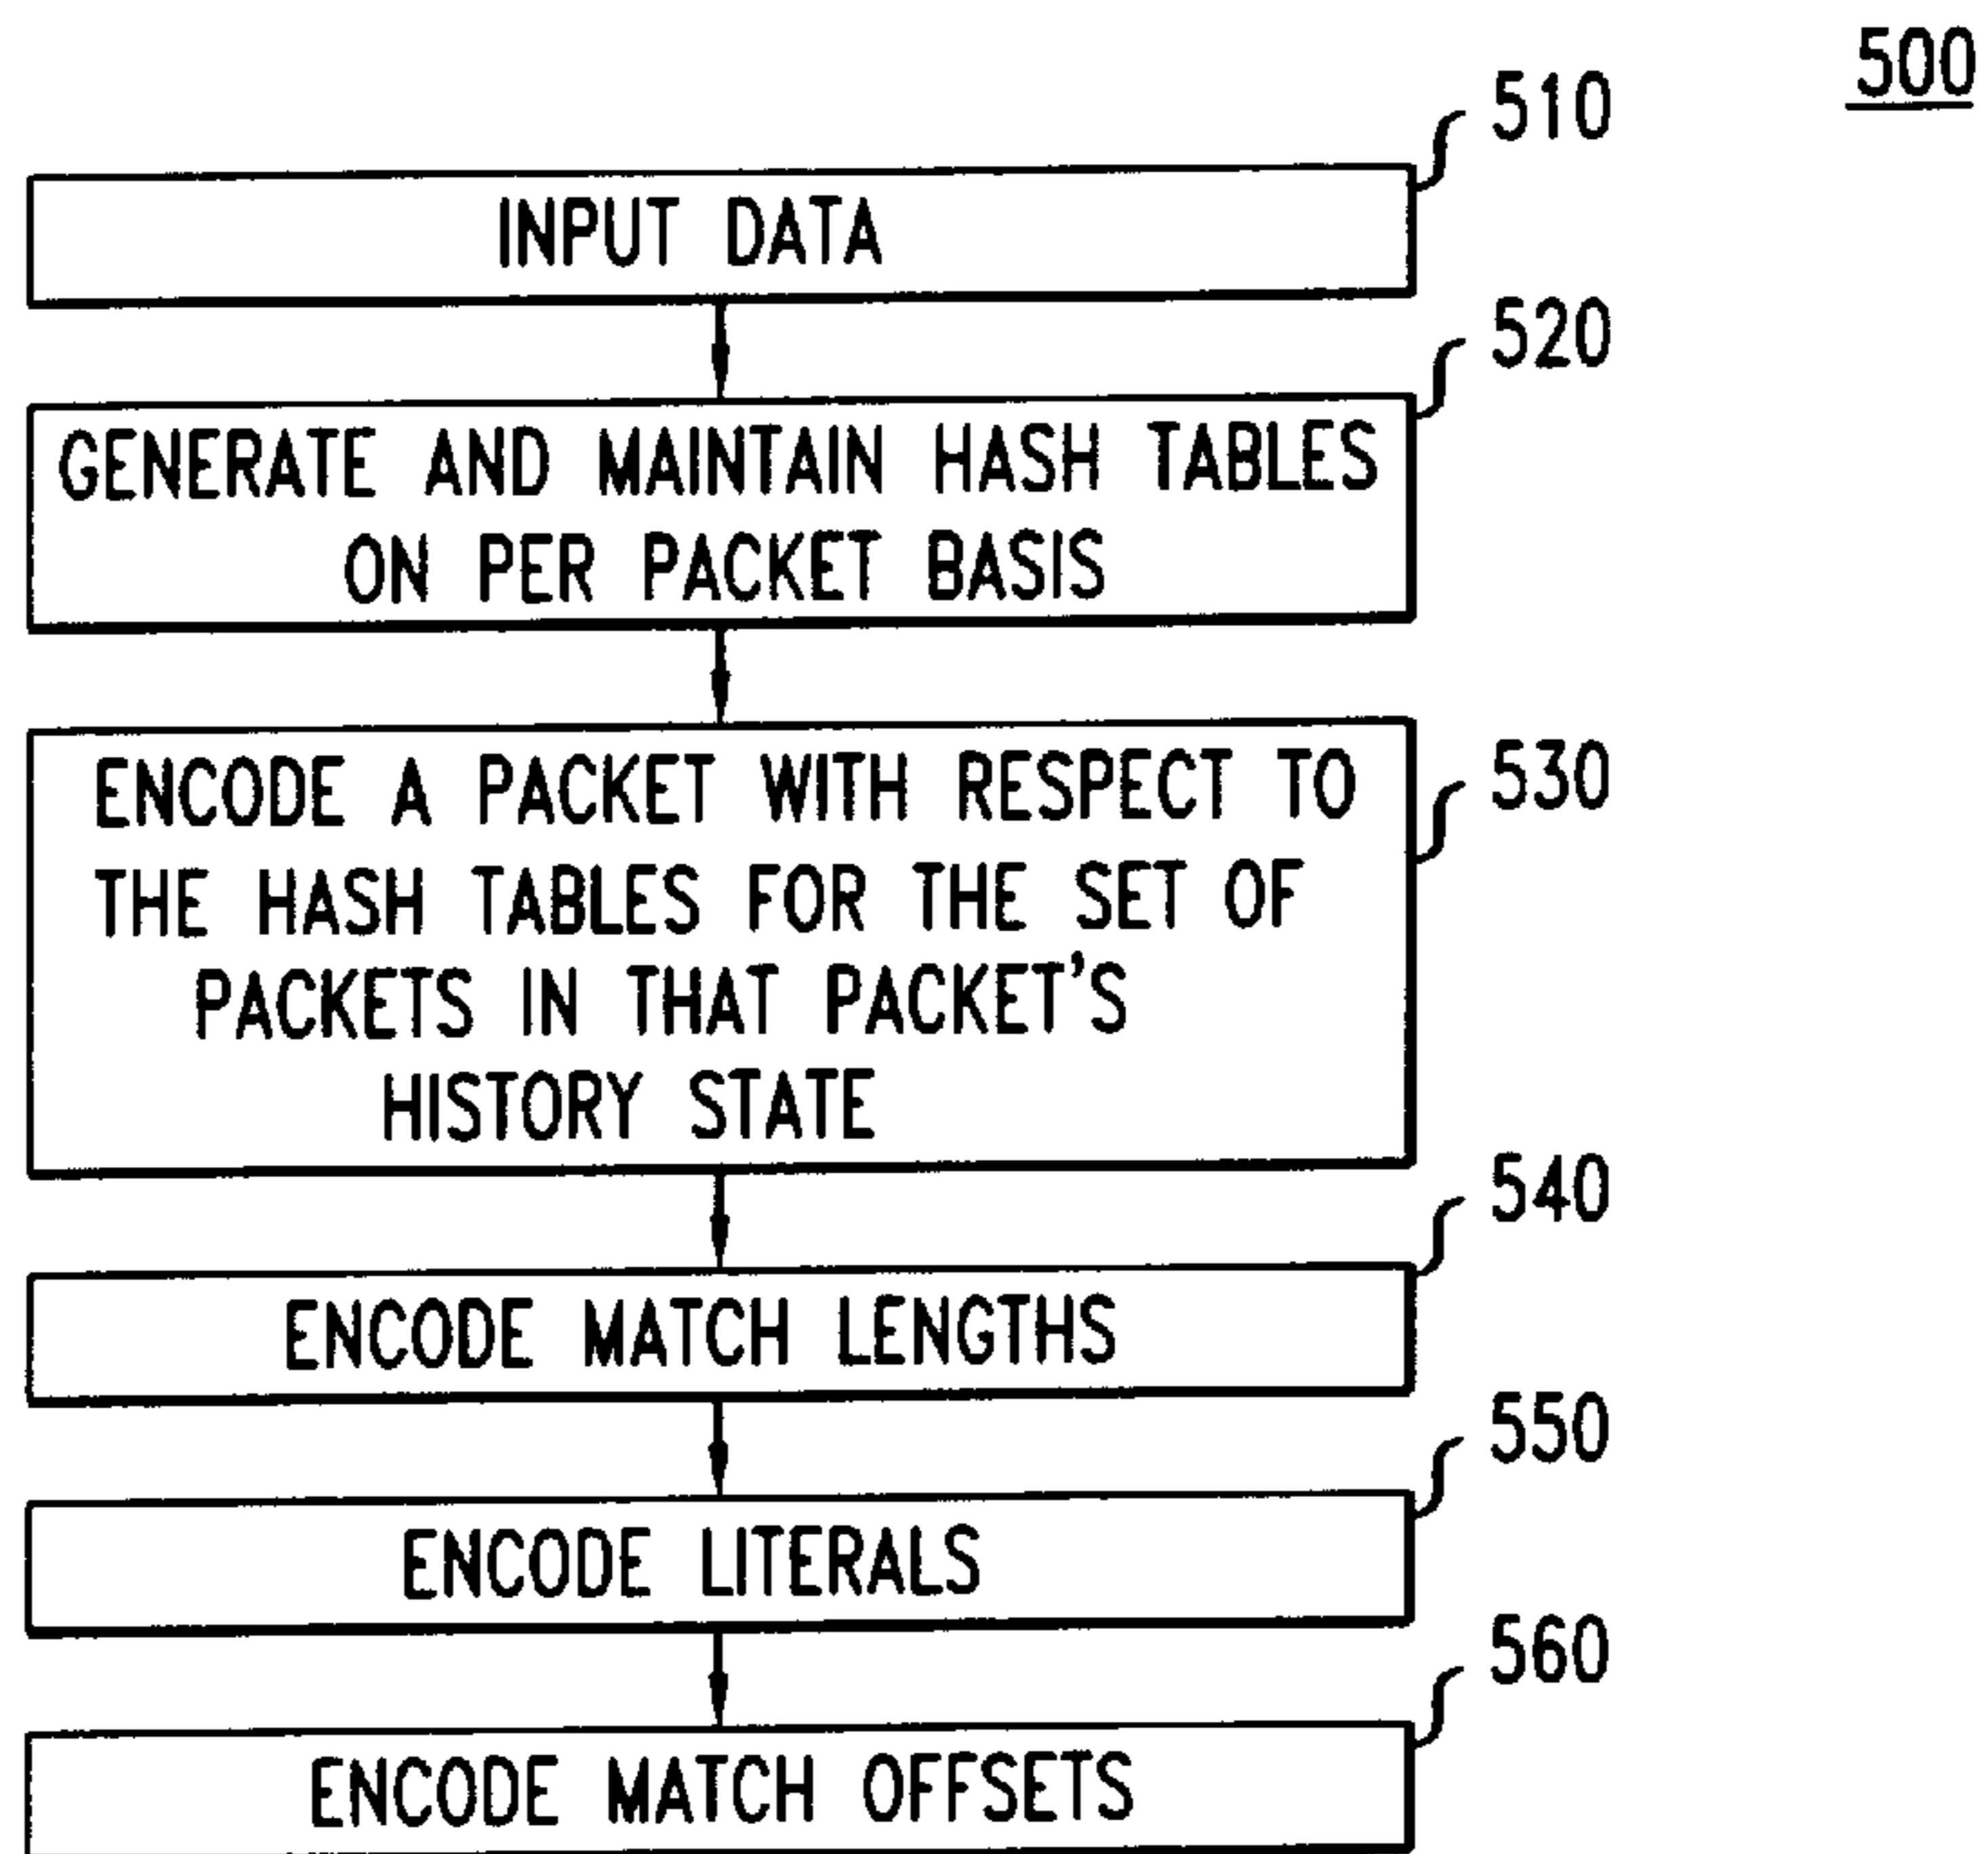 500
510
INPUT DATA
520
GENERATE AND MAINTAIN HASH TABLES
ON PER PACKET BASIS
530
ENCODE A PACKET WITH RESPECT TO
THE HASH TABLES FOR THE SET OF
PACKETS IN THAT PACKET'S
HISTORY STATE
540
ENCODE MATCH LENGTHS
550
ENCODE LITERALS
560
ENCODE MATCH OFFSETS